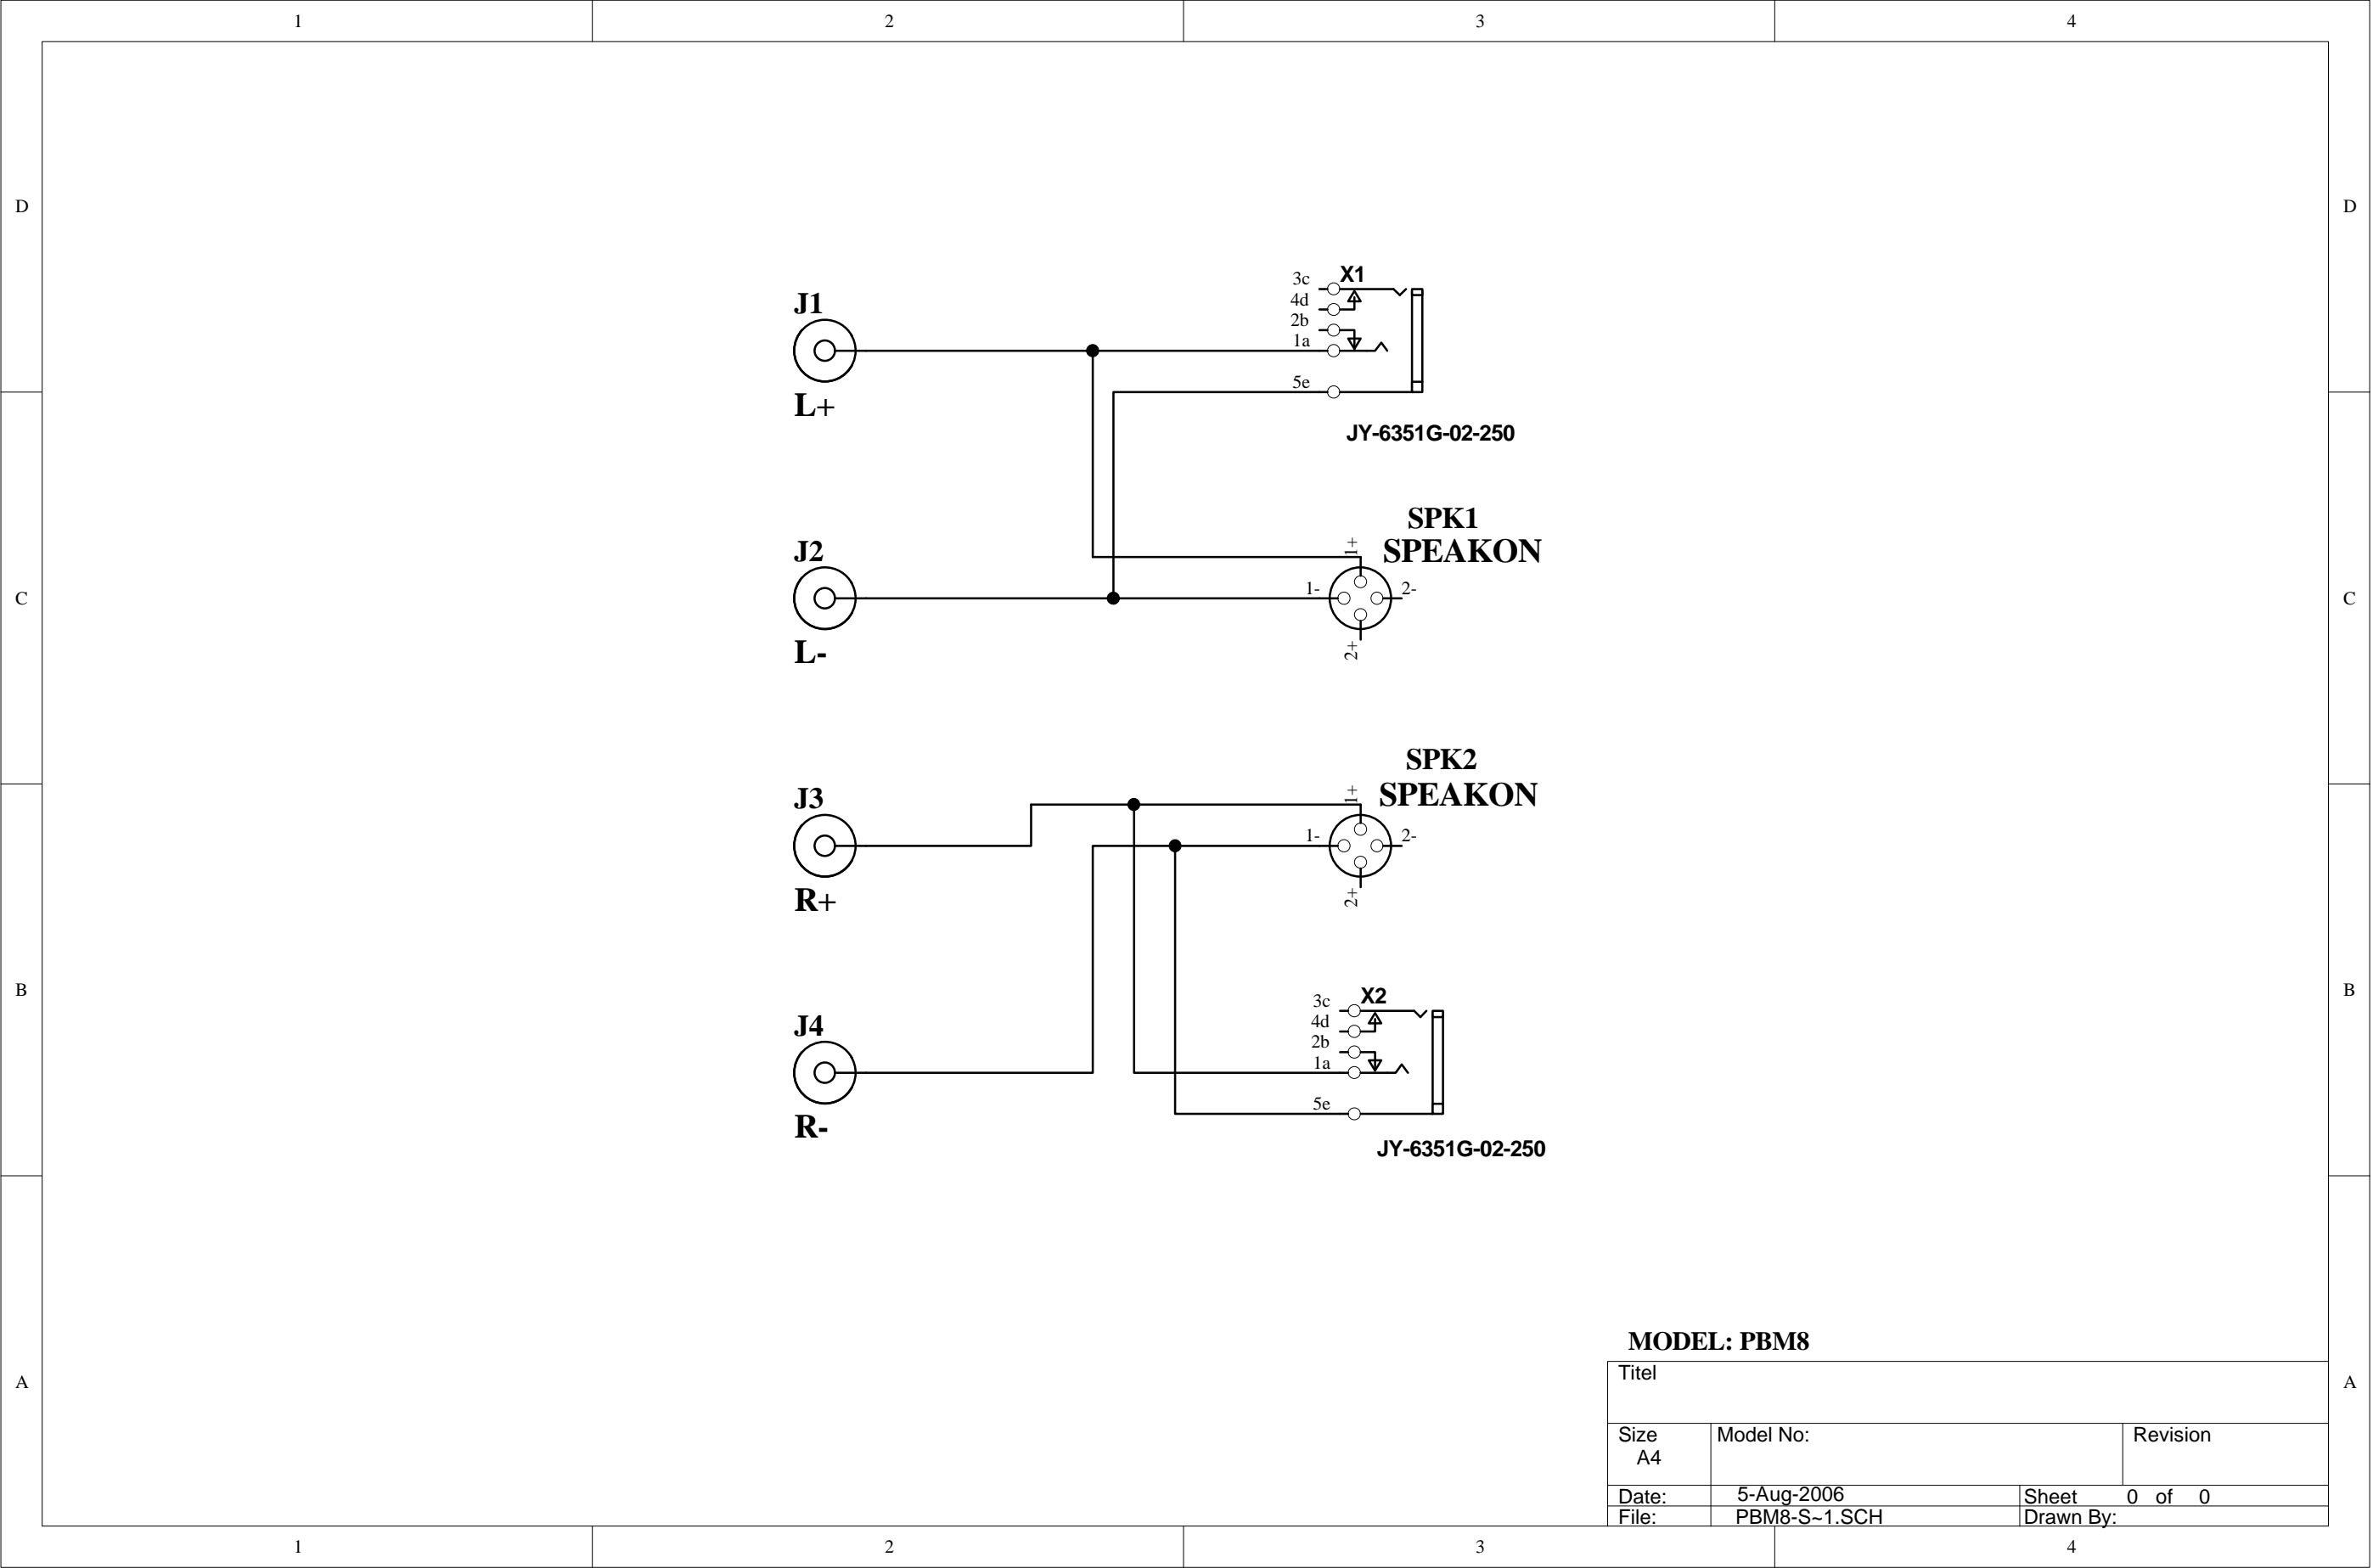 1 2 3 4
D D
J1
L+
3c X1
4d
2b
1a
5e
JY-6351G-02-250
C C
J2
L-
SPK1
SPEAKON
1+
1- 2-
2+
J3
R+
SPK2
SPEAKON
1+
1- 2-
2+
B B
J4
R-
3c X2
4d
2b
1a
5e
JY-6351G-02-250
A A
MODEL: PBM8
Titel
Size Model No: Revision
A4
Date: 5-Aug-2006 Sheet 0 of 0
File: PBM8-S~1.SCH Drawn By:
1 2 3 4